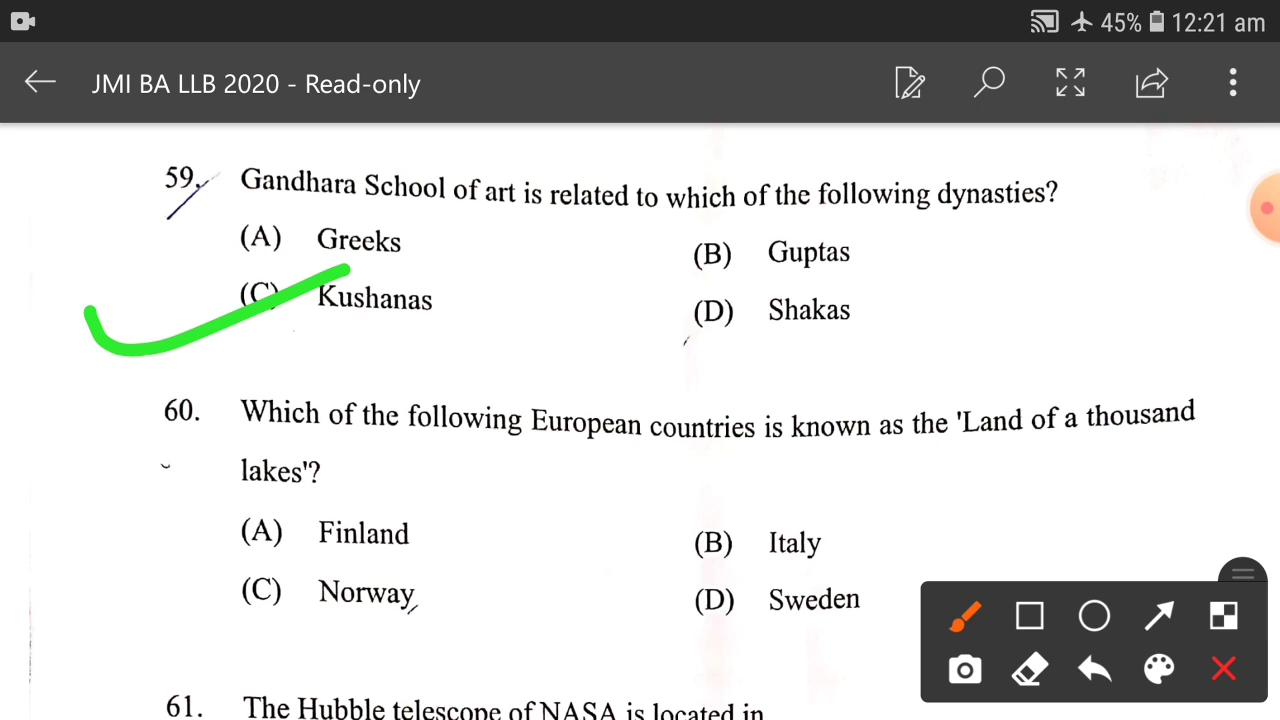 45% 12:21 am
JMI BA LLB 2020 - Read-only
59. Gandhara School of art is related to which of the following dynasties?
(A) Greeks (B) Guptas
(C) Kushanas (D) Shakas
60. Which of the following European countries is known as the 'Land of a thousand
lakes'?
(A) Finland (B) Italy
(C) Norway (D) Sweden
61. The Hubble telescope of NASA is located in